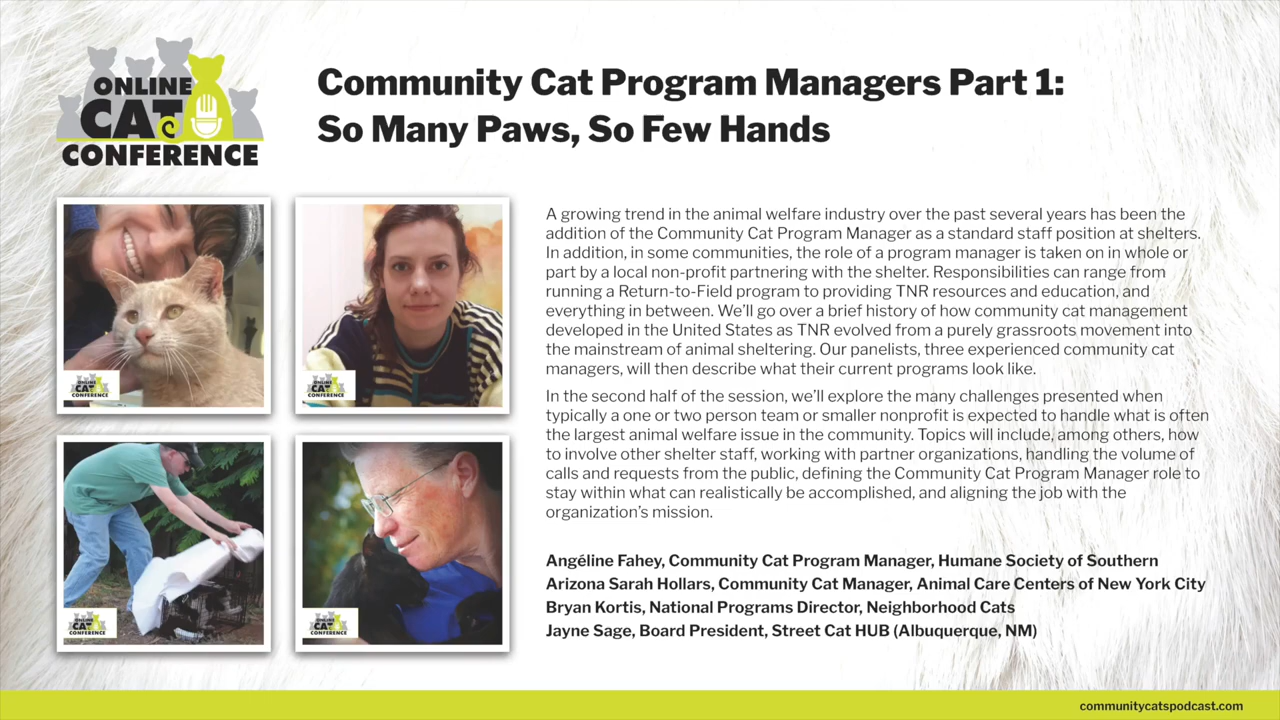 ONLINE
CAT
CONFERENCE
Community Cat Program Managers Part 1:
So Many Paws, So Few Hands
ONLINE
CAT
CONFERENCE
ONLINE
CAT
CONFERENCE
ONLINE
CAT
CONFERENCE
ONLINE
CAT
CONFERENCE
A growing trend in the animal welfare industry over the past several years has been the
addition of the Community Cat Program Manager as a standard staff position at shelters.
In addition, in some communities, the role of a program manager is taken on in whole or
part by a local non-profit partnering with the shelter. Responsibilities can range from
running a Return-to-Field program to providing TNR resources and education, and
everything in between. We’ll go over a brief history of how community cat management
developed in the United States as TNR evolved from a purely grassroots movement into
the mainstream of animal sheltering. Our panelists, three experienced community cat
managers, will then describe what their current programs look like.
In the second half of the session, we’ll explore the many challenges presented when
typically a one or two person team or smaller nonprofit is expected to handle what is often
the largest animal welfare issue in the community. Topics will include, among others, how
to involve other shelter staff, working with partner organizations, handling the volume of
calls and requests from the public, defining the Community Cat Program Manager role to
stay within what can realistically be accomplished, and aligning the job with the
organization’s mission.
Angéline Fahey, Community Cat Program Manager, Humane Society of Southern
Arizona Sarah Hollars, Community Cat Manager, Animal Care Centers of New York City
Bryan Kortis, National Programs Director, Neighborhood Cats
Jayne Sage, Board President, Street Cat HUB (Albuquerque, NM)
communitycatspodcast.com